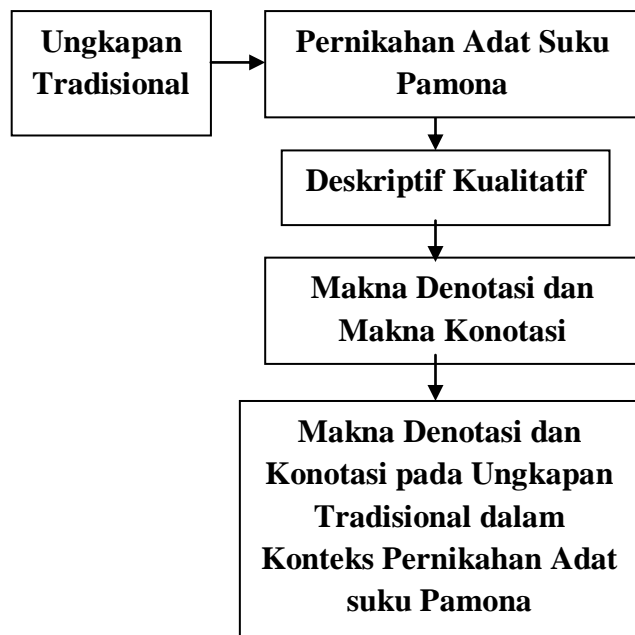 Ungkapan
Tradisional
Pernikahan Adat Suku
Pamona
Deskriptif Kualitatif
Makna Denotasi dan
Makna Konotasi
Makna Denotasi dan
Konotasi pada Ungkapan
Tradisional dalam
Konteks Pernikahan Adat
suku Pamona